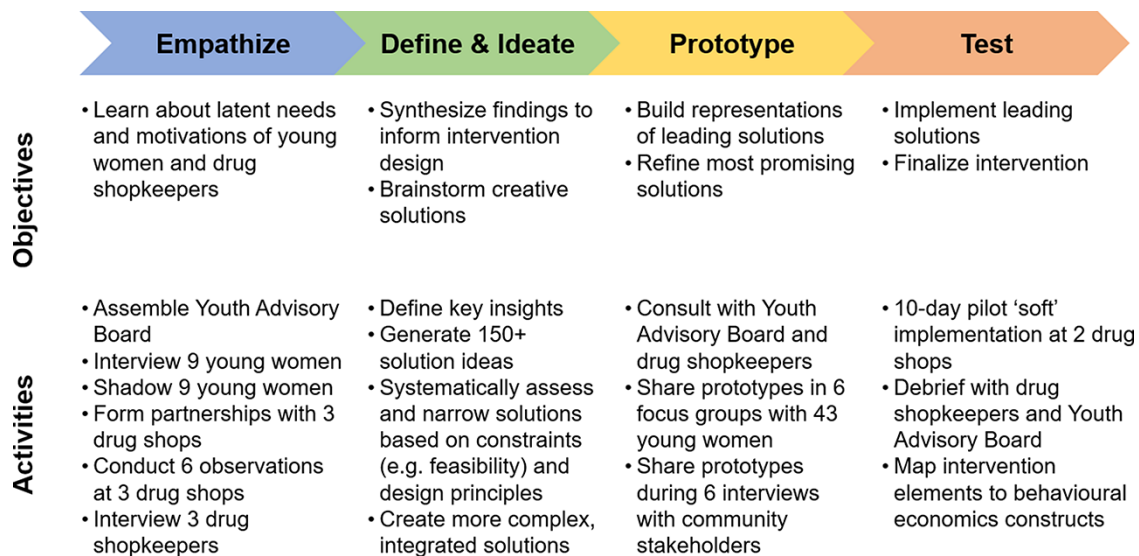 Empathize
Define & Ideate
Prototype
Test
Objectives
• Learn about latent needs
and motivations of young
women and drug
shopkeepers
• Synthesize findings to
inform intervention
design
• Brainstorm creative
solutions
• Build representations
of leading solutions
• Refine most promising
solutions
• Implement leading
solutions
• Finalize intervention
Activities
• Assemble Youth Advisory
Board
• Interview 9 young women
• Shadow 9 young women
• Form partnerships with 3
drug shops
• Conduct 6 observations
at 3 drug shops
• Interview 3 drug
shopkeepers
• Define key insights
• Generate 150+
solution ideas
• Systematically assess
and narrow solutions
based on constraints
(e.g. feasibility) and
design principles
• Create more complex,
integrated solutions
• Consult with Youth
Advisory Board and
drug shopkeepers
• Share prototypes in 6
focus groups with 43
young women
• Share prototypes
during 6 interviews
with community
stakeholders
• 10-day pilot ‘soft’
implementation at 2 drug
shops
• Debrief with drug
shopkeepers and Youth
Advisory Board
• Map intervention
elements to behavioural
economics constructs